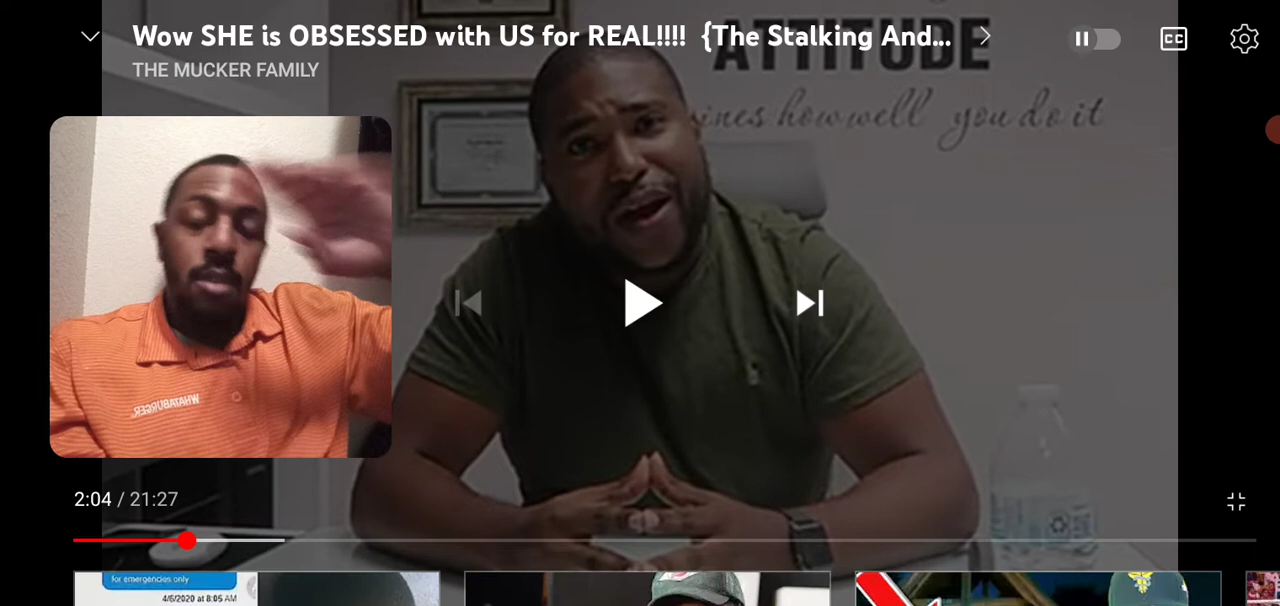 Wow SHE is OBSESSED with US for REAL!!!! {The Stalking And...
THE MUCKER FAMILY
CC
ATTITUDE
how well you do it
WHATABURGER
2:04 / 21:27
for emergencies only
4/6/2020 at 8:05 AM